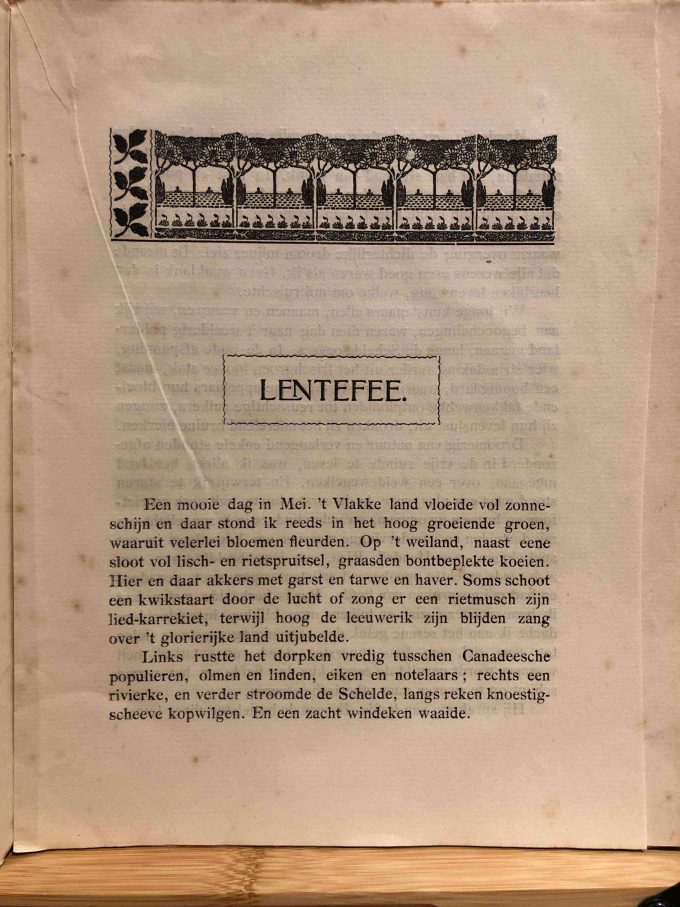 LENTEFEE.
Een mooie dag in Mei. 't Vlakke land vloeide vol zonne-
schijn en daar stond ik reeds in het hoog groeiende groen,
waaruit velerlei bloemen fleurden. Op 't weiland, naast eene
sloot vol lisch- en rietspruitsel, graasden bontbeplekte koeien.
Hier en daar akkers met garst en tarwe en haver. Soms schoot
een kwikstaart door de lucht of zong er een rietmusch zijn
lied-karrekiet, terwijl hoog de leeuwerik zijn blijden zang
over 't glorierijke land uitjubelde.
Links rustte het dorpken vredig tusschen Canadeesche
populieren, olmen en linden, eiken en notelaars; rechts een
rivierke, en verder stroomde de Schelde, langs reken knoestig-
scheeve kopwilgen. En een zacht windeken waaide.